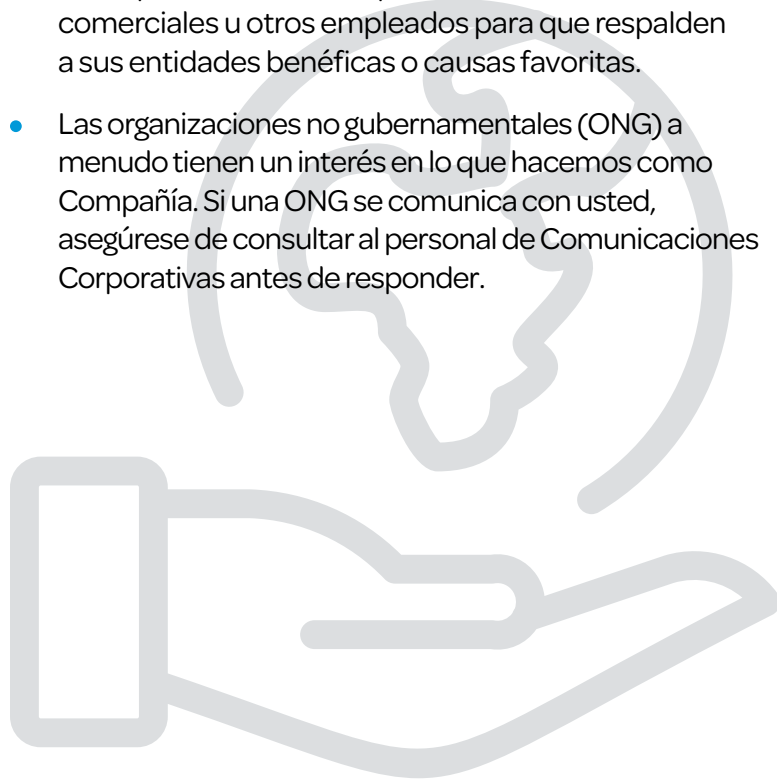 comerciales u otros empleados para que respalden
a sus entidades benéficas o causas favoritas.
• Las organizaciones no gubernamentales (ONG) a
menudo tienen un interés en lo que hacemos como
Compañía. Si una ONG se comunica con usted,
asegúrese de consultar al personal de Comunicaciones
Corporativas antes de responder.